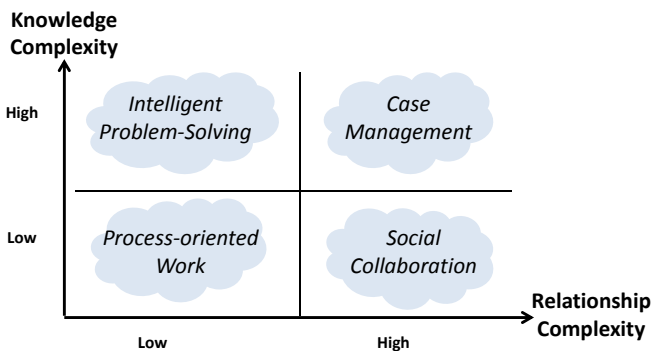 Knowledge
Complexity
High
Intelligent
Problem-Solving
Case
Management
Low
Process-oriented
Work
Social
Collaboration
Relationship
Complexity
Low
High